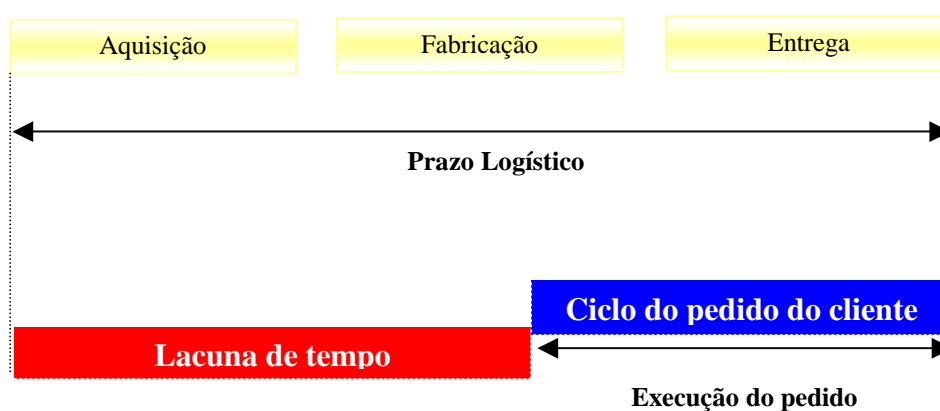 Aquisição
Fabricação
Entrega
Prazo Logístico
Ciclo do pedido do cliente
Lacuna de tempo
Execução do pedido